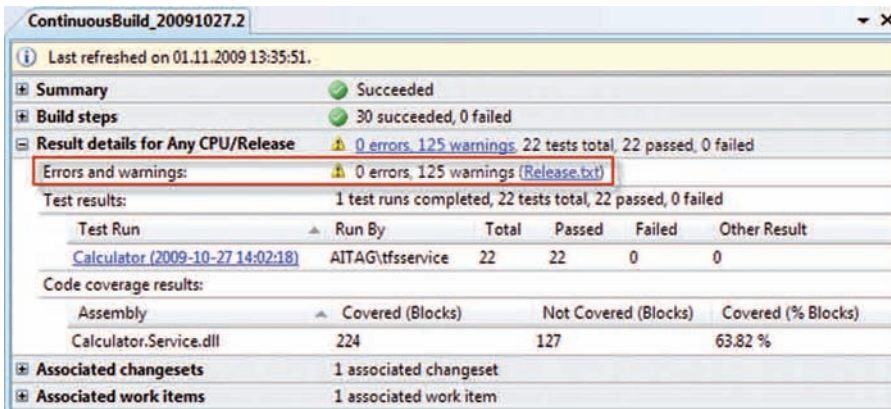 ContinuousBuild_20091027.2
Last refreshed on 01.11.2009 13:35:51.
Summary Succeeded
Build steps 30 succeeded, 0 failed
Result details for Any CPU/Release 0 errors, 125 warnings, 22 tests total, 22 passed, 0 failed
Errors and warnings: 0 errors, 125 warnings (Release.txt)
Test results: 1 test runs completed, 22 tests total, 22 passed, 0 failed
Test Run Run By Total Passed Failed Other Result
Calculator (2009-10-27 14:02:18) AITAG\tfsservice 22 22 0 0
Code coverage results:
Assembly Covered (Blocks) Not Covered (Blocks) Covered (% Blocks)
Calculator.Service.dll 224 127 63.82 %
Associated changesets 1 associated changeset
Associated work items 1 associated work item